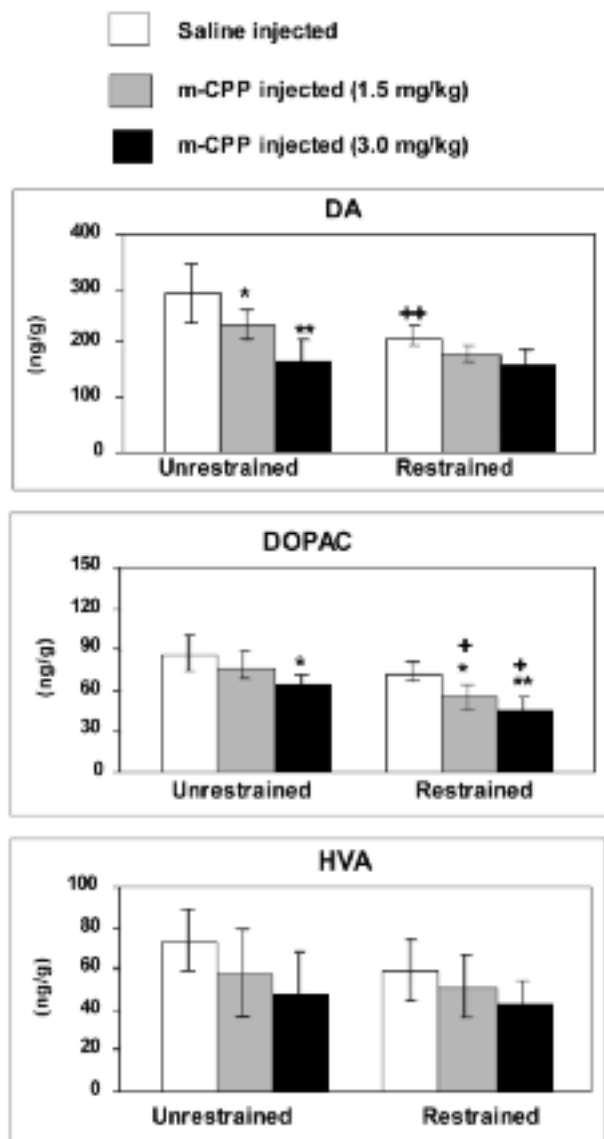 Saline injected
m-CPP injected (1.5 mg/kg)
m-CPP injected (3.0 mg/kg)
DA
400
300
200
100
0
(ng/g)
*
**
++
Unrestrained
Restrained
DOPAC
150
120
90
60
30
0
(ng/g)
*
+
*
+
**
Unrestrained
Restrained
HVA
100
80
60
40
20
0
(ng/g)
Unrestrained
Restrained